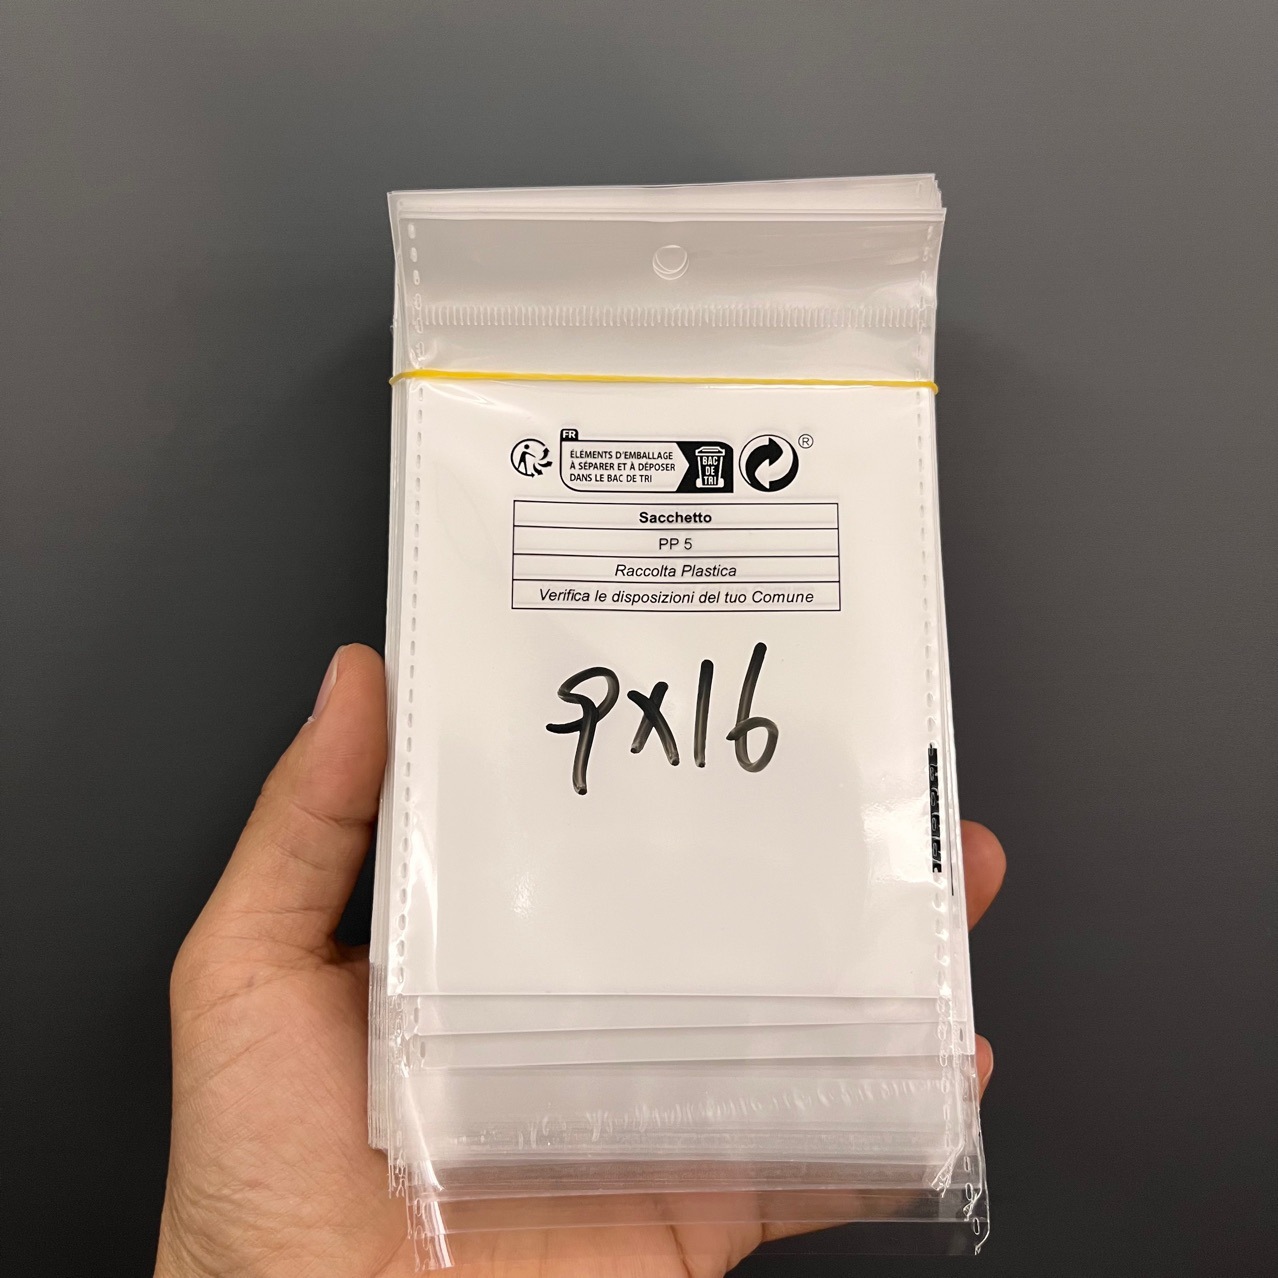 FR
ÉLÉMENTS D'EMBALLAGE
À SÉPARER ET À DÉPOSER
DANS LE BAC DE TRI
BAC
DE
TRI
®
Sacchetto
PP 5
Raccolta Plastica
Verifica le disposizioni del tuo Comune
9x16